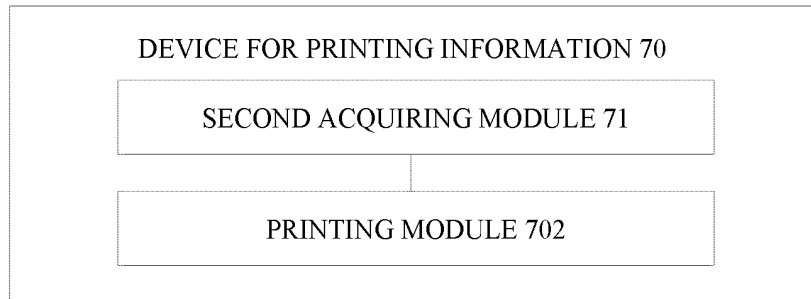 DEVICE FOR PRINTING INFORMATION 70
SECOND ACQUIRING MODULE 71
PRINTING MODULE 702